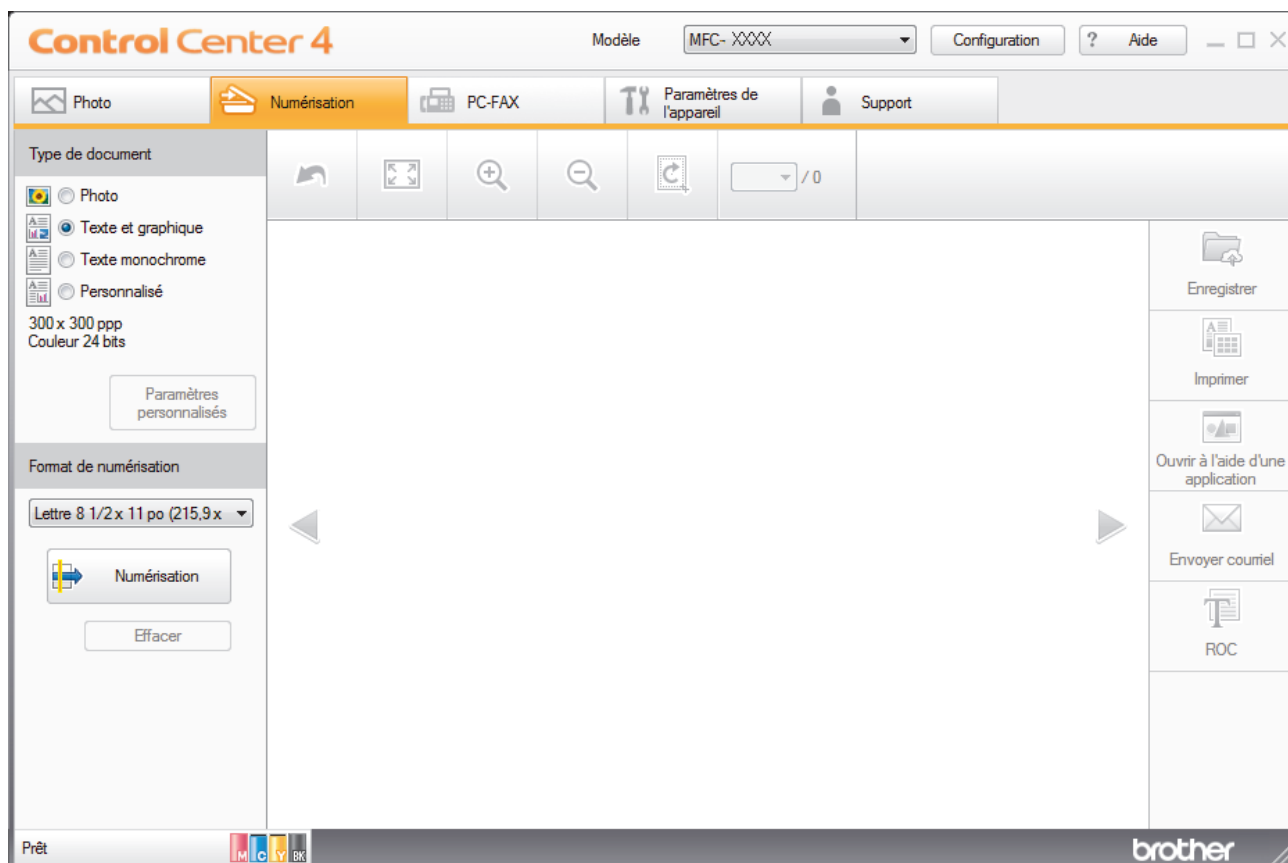 Control Center 4
Modèle
MFC- XXXX
Configuration
? Aide
Photo
Numérisation
PC-FAX
Paramètres de
l'appareil
Support
Type de document
Photo
Texte et graphique
Texte monochrome
Personnalisé
300 x 300 ppp
Couleur 24 bits
Paramètres
personnalisés
Format de numérisation
Lettre 8 1/2 x 11 po (215,9 x
Numérisation
Effacer
/ 0
Enregistrer
Imprimer
Ouvrir à l'aide d'une
application
Envoyer courriel
ROC
Prêt
M C Y BK
brother